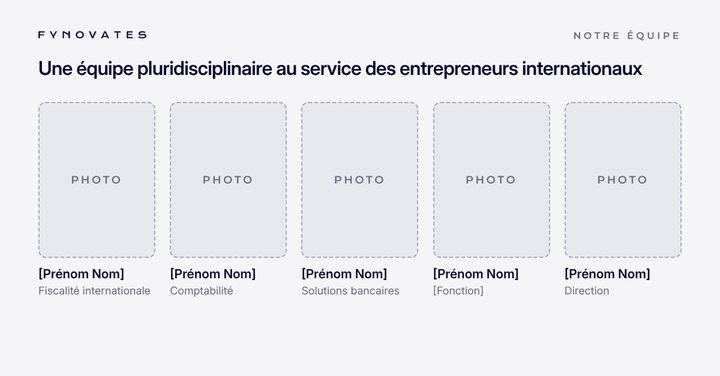 FYNOVATES
NOTRE ÉQUIPE
Une équipe pluridisciplinaire au service des entrepreneurs internationaux
PHOTO PHOTO PHOTO PHOTO PHOTO
[Prénom Nom] [Prénom Nom] [Prénom Nom] [Prénom Nom] [Prénom Nom]
Fiscalité internationale Comptabilité Solutions bancaires [Fonction] Direction